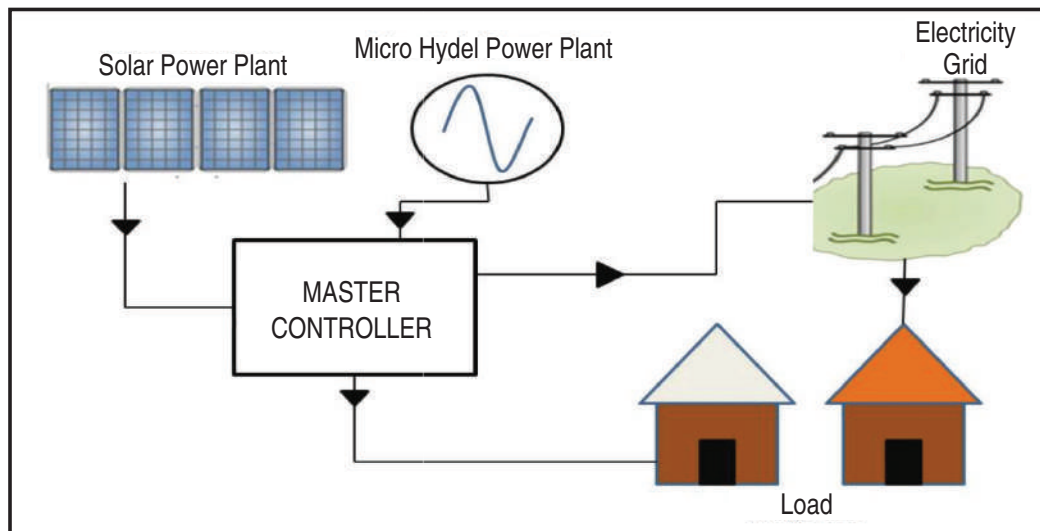 Solar Power Plant
Micro Hydel Power Plant
Electricity
Grid
MASTER
CONTROLLER
Load